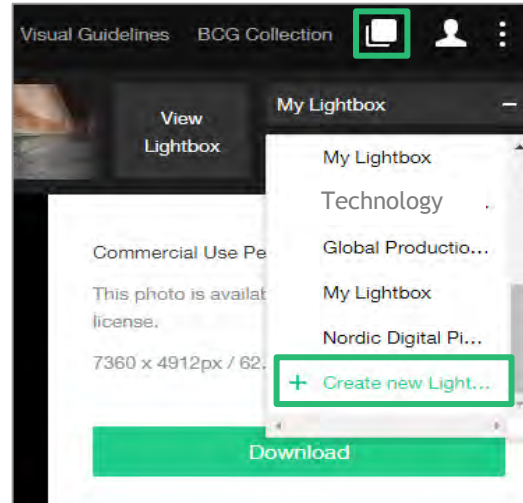 Visual Guidelines BCG Collection
View
Lightbox
My Lightbox
My Lightbox
Technology .
Global Productio...
My Lightbox
Nordic Digital Pi...
+ Create new Light...
Commercial Use Pe
This photo is availat
license.
7360 x 4912px / 62.
Download